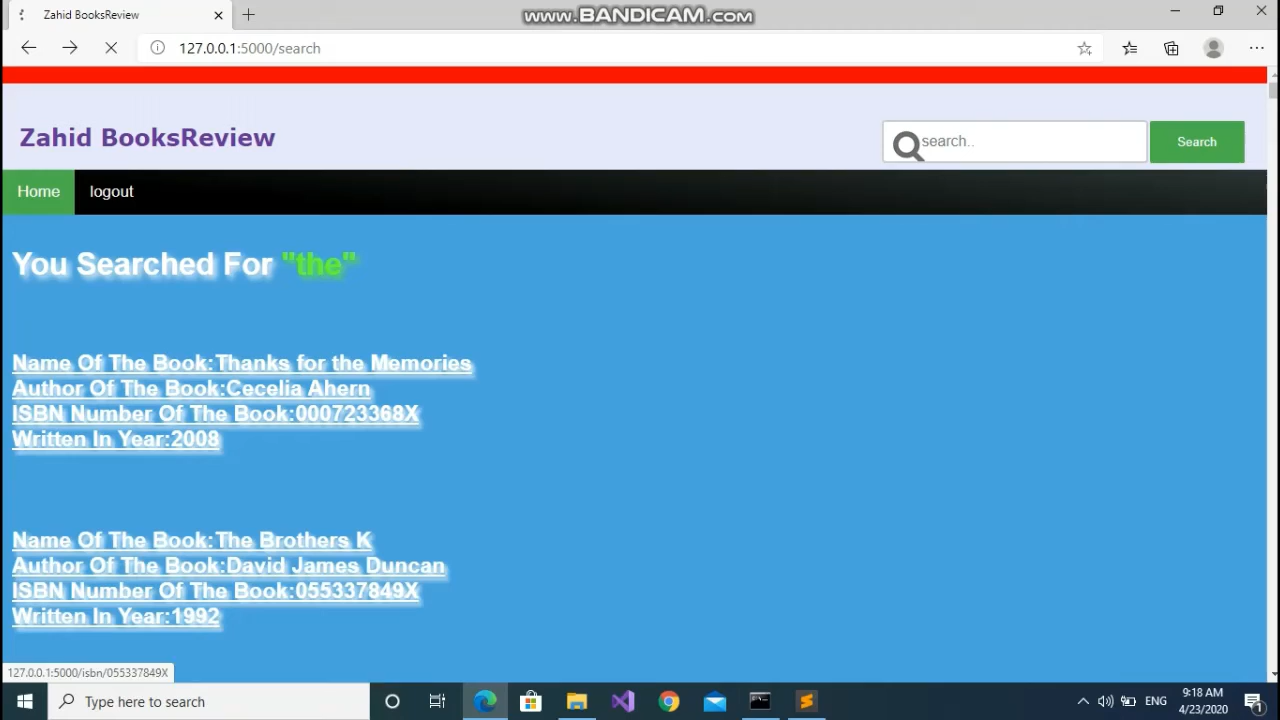 Zahid BooksReview
www.BANDICAM.com
127.0.0.1:5000/search
Zahid BooksReview
search..
Search
Home
logout
You Searched For "the"
Name Of The Book:Thanks for the Memories
Author Of The Book:Cecelia Ahern
ISBN Number Of The Book:000723368X
Written In Year:2008
Name Of The Book:The Brothers K
Author Of The Book:David James Duncan
ISBN Number Of The Book:055337849X
Written In Year:1992
127.0.0.1:5000/isbn/055337849X
Type here to search
ENG
9:18 AM
4/23/2020
1